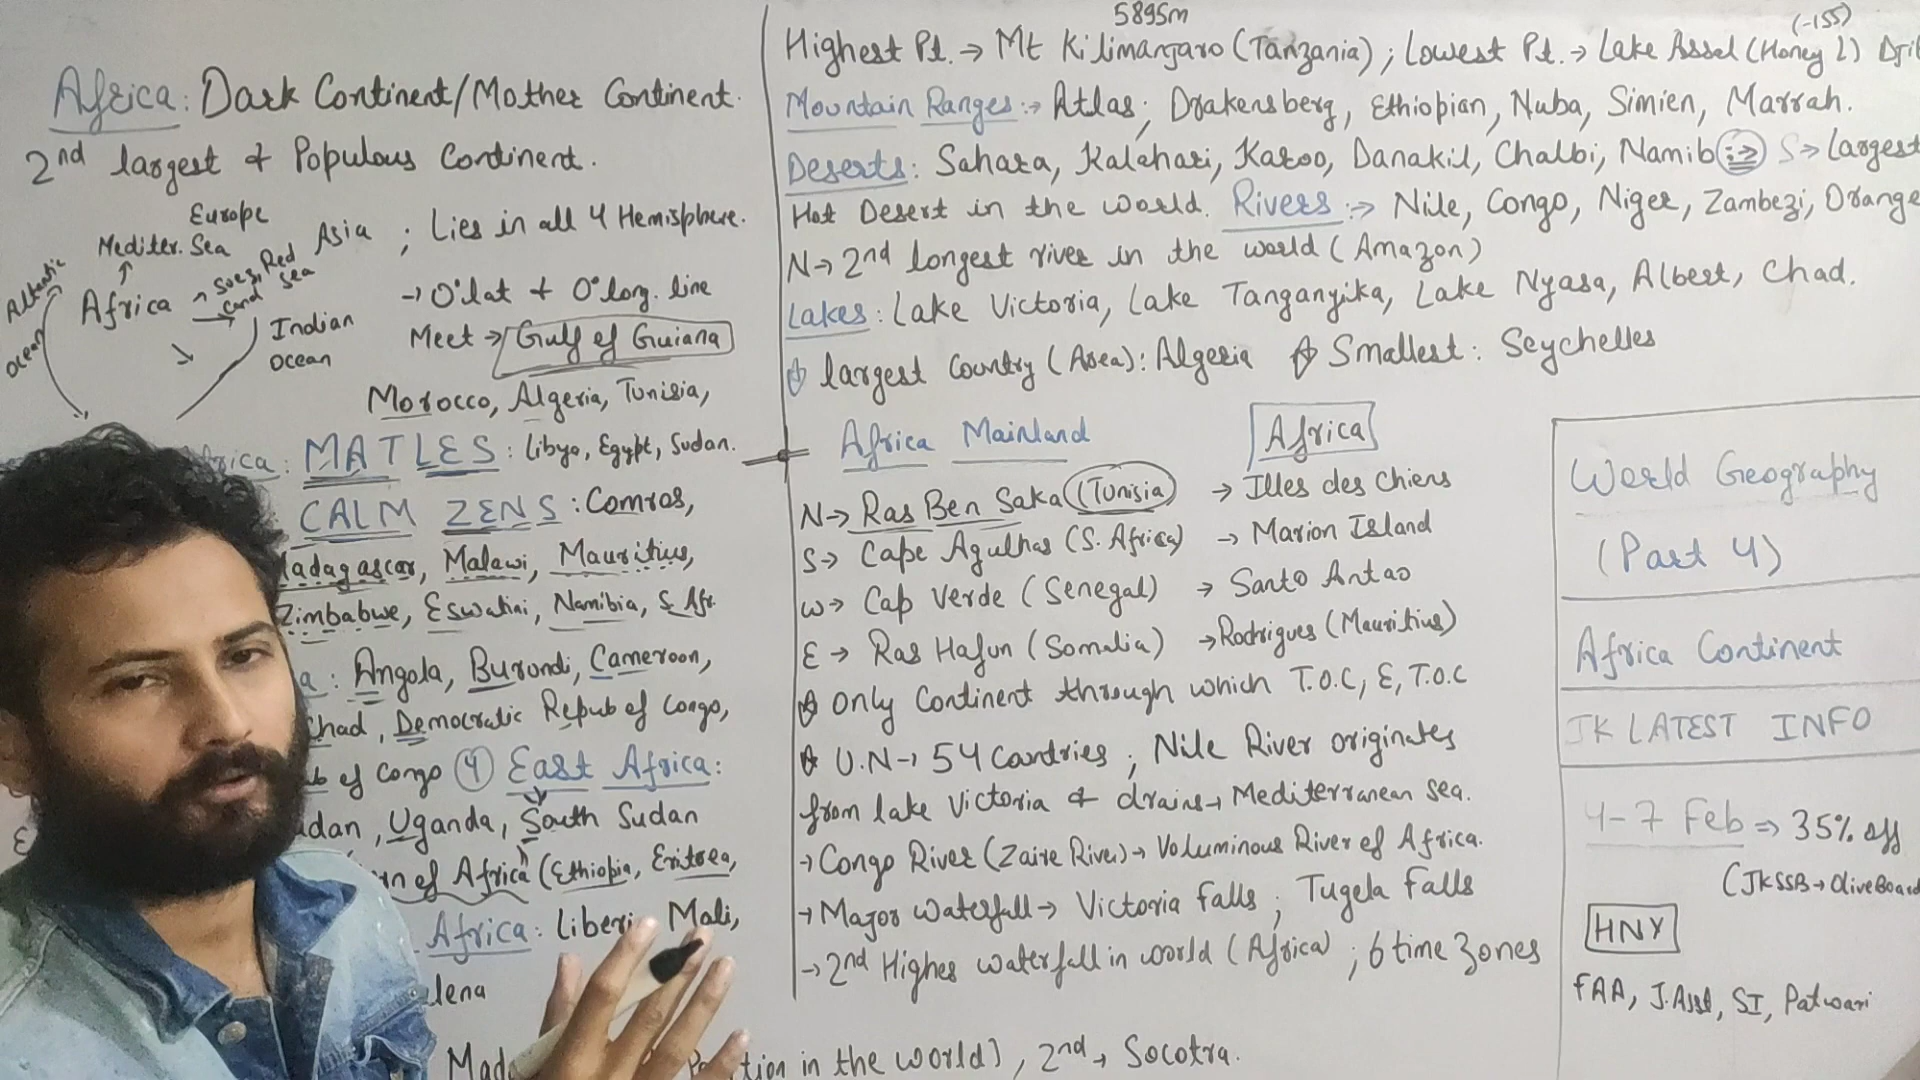 Africa: Dark Continent/Mother Continent.
2nd largest & Populous Continent.
Europe
Mediter. Sea
Asia ; Lies in all 4 Hemisphere.
Atlantic
Ocean
Africa → Suez Red
Canal Sea
Indian
Ocean
→ 0° lat + 0° long. line
Meet → Gulf of Guiana
Morocco, Algeria, Tunisia,
rica: MATLES: Libya, Egypt, Sudan.
CALM ZENS: Comros,
adagascar, Malawi, Mauritius,
Zimbabwe, Eswatini, Namibia, S Afr.
a: Angola, Burundi, Cameroon,
Chad, Democratic Repub of Congo,
ub of Congo (4) East Africa:
dan, Uganda, South Sudan
rn of Africa (Ethiopia, Eritrea,
Africa: Liberi Mali,
lena
5895m
(-155)
Highest Pt. → Mt Kilimanjaro (Tanzania) ; Lowest Pt. → Lake Assal (Honey L) Dji
Mountain Ranges :→ Atlas, Drakensberg, Ethiopian, Nuba, Simien, Marrah.
Deserts: Sahara, Kalahari, Karoo, Danakil, Chalbi, Namib :→ S→ Largest
Hot Desert in the world. Rivers :→ Nile, Congo, Niger, Zambezi, Orange
N→ 2nd longest river in the world (Amazon)
Lakes: Lake Victoria, Lake Tanganyika, Lake Nyasa, Albert, Chad.
largest Country (Area): Algeria Smallest: Seychelles
Africa Mainland Africa
N→ Ras Ben Saka (Tunisia) → Illes des Chiens
S→ Cape Agulhas (S. Africa) → Marion Island
W→ Cap Verde (Senegal) → Santo Antao
E→ Ras Hafun (Somalia) → Rodrigues (Mauritius)
Only Continent through which T.O.C, E, T.O.C
U.N→ 54 Countries ; Nile River originates
from lake Victoria & drains→ Mediterranean Sea.
→ Congo River (Zaire River) → Voluminous River of Africa.
→ Major Waterfall → Victoria Falls ; Tugela Falls
→ 2nd Highes Waterfall in world (Africa) ; 6 time Zones
Mad tion in the world), 2nd → Socotra.
World Geography
(Part 4)
Africa Continent
JK LATEST INFO
4-7 Feb ⇒ 35% off
(JKSSB → OliveBoard
HNY
FAA, J.Asst, SI, Patwari